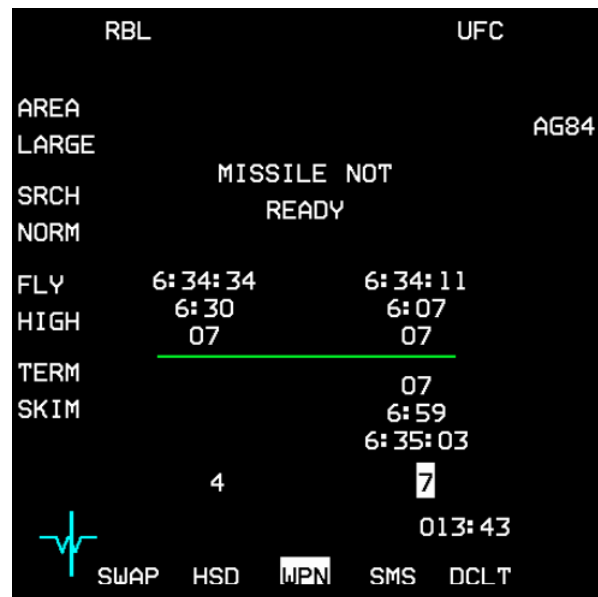 RBL UFC
AREA
LARGE
AG84
MISSILE NOT
READY
SRCH
NORM
FLY
HIGH
6:34:34 6:34:11
6:30 6:07
07 07
TERM
SKIM
07
6:59
6:35:03
4 7
013:43
SWAP HSD WPN SMS DCLT